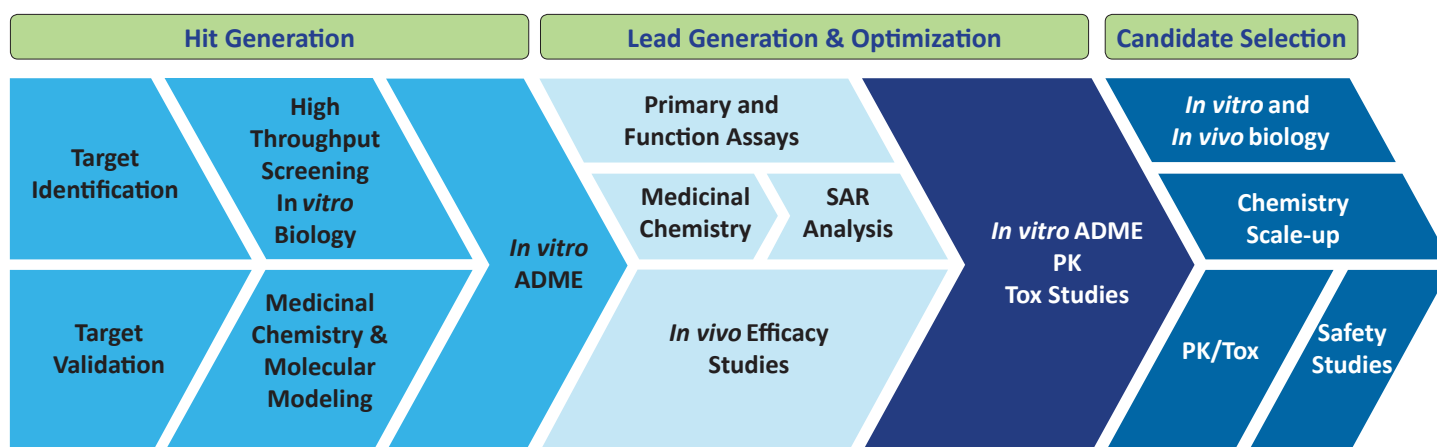 Hit Generation
Lead Generation & Optimization
Candidate Selection
Target
Identification
Target
Validation
High
Throughput
Screening
In vitro
Biology
Medicinal
Chemistry &
Molecular
Modeling
In vitro
ADME
Primary and
Function Assays
Medicinal
Chemistry
SAR
Analysis
In vivo Efficacy
Studies
In vitro ADME
PK
Tox Studies
In vitro and
In vivo biology
Chemistry
Scale-up
PK/Tox
Safety
Studies